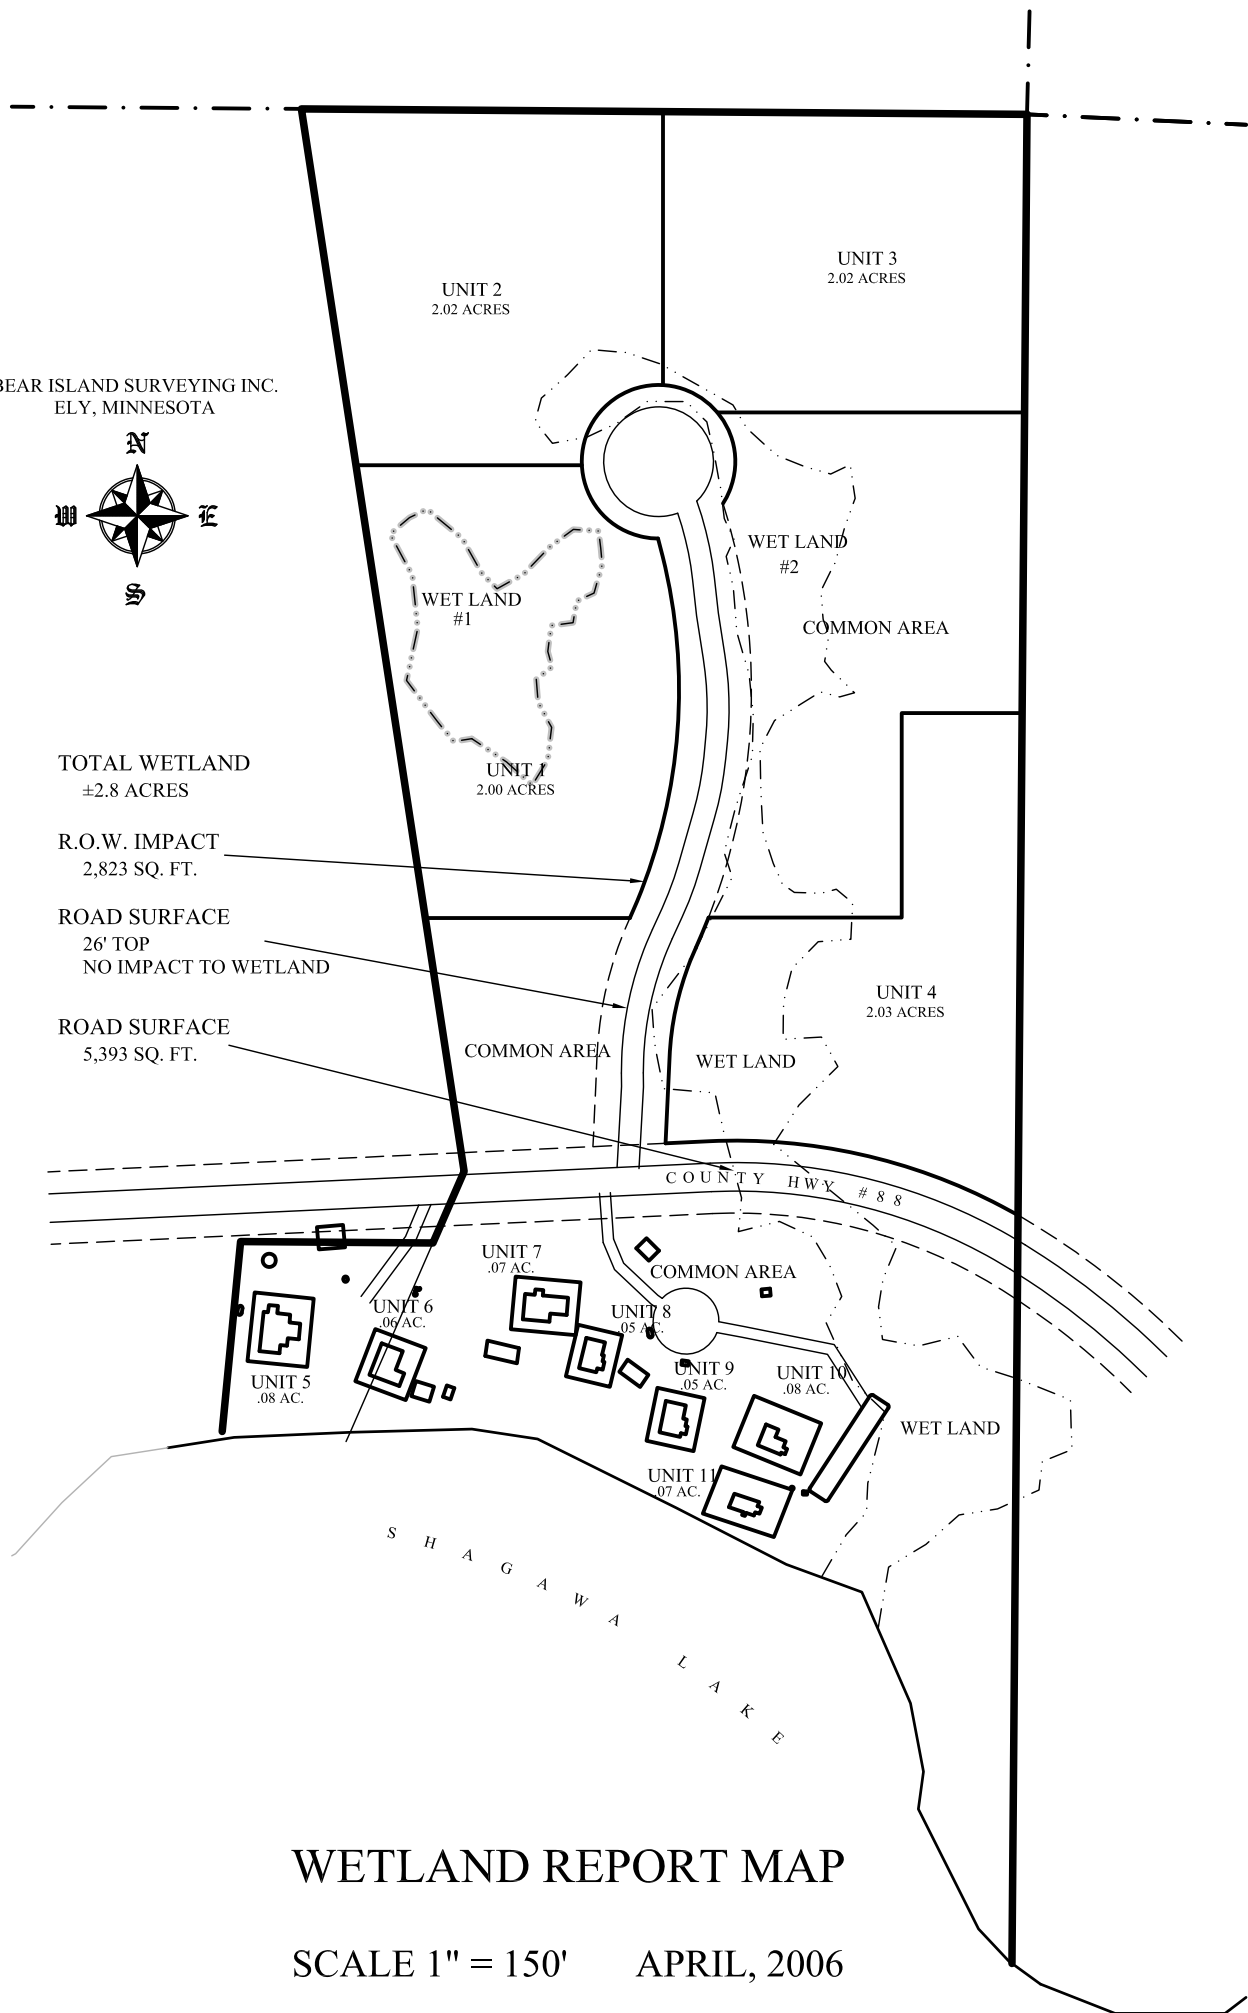 UNIT 3
2.02 ACRES
UNIT 2
2.02 ACRES
BEAR ISLAND SURVEYING INC.
ELY, MINNESOTA
N
W
E
S
WET LAND
#2
WET LAND
#1
COMMON AREA
TOTAL WETLAND
±2.8 ACRES
UNIT 1
2.00 ACRES
R.O.W. IMPACT
2,823 SQ. FT.
ROAD SURFACE
26' TOP
NO IMPACT TO WETLAND
UNIT 4
2.03 ACRES
ROAD SURFACE
5,393 SQ. FT.
COMMON AREA
WET LAND
COUNTY HWY #88
UNIT 7
.07 AC.
COMMON AREA
UNIT 6
.06 AC.
UNIT 8
.05 AC.
UNIT 5
.08 AC.
UNIT 9
.05 AC.
UNIT 10
.08 AC.
WET LAND
UNIT 11
.07 AC.
SHAGAWA LAKE
WETLAND REPORT MAP
SCALE 1" = 150' APRIL, 2006